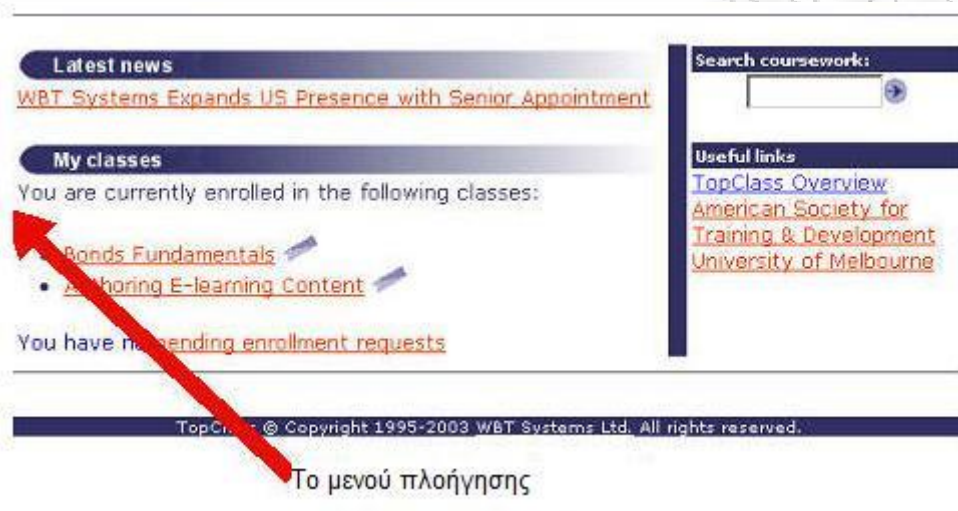 Latest news
WBT Systems Expands US Presence with Senior Appointment
My classes
You are currently enrolled in the following classes:
Bonds Fundamentals
Authoring E-learning Content
You have no pending enrollment requests
Search coursework:
Useful links
TopClass Overview
American Society for
Training & Development
University of Melbourne
TopClass © Copyright 1995-2003 WBT Systems Ltd. All rights reserved.
Το μενού πλοήγησης